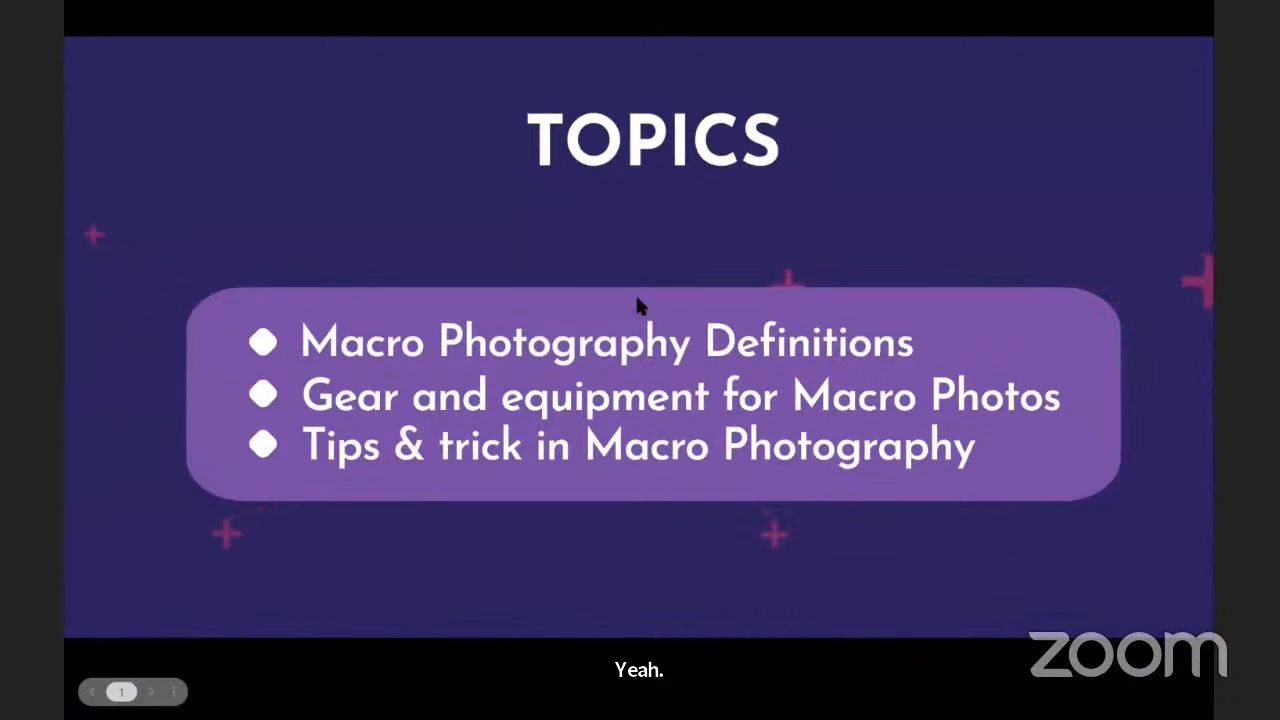 TOPICS
Macro Photography Definitions
Gear and equipment for Macro Photos
Tips & trick in Macro Photography
Yeah.
zoom
1